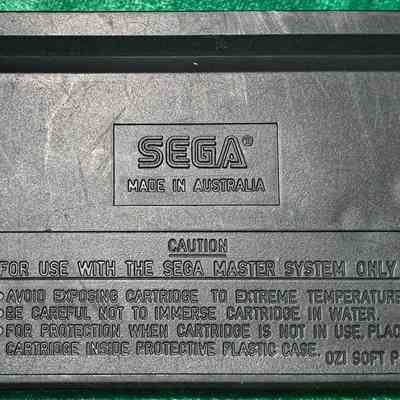 SEGA®
MADE IN AUSTRALIA
CAUTION
FOR USE WITH THE SEGA MASTER SYSTEM ONLY
• AVOID EXPOSING CARTRIDGE TO EXTREME TEMPERATURE
• BE CAREFUL NOT TO IMMERSE CARTRIDGE IN WATER.
• FOR PROTECTION WHEN CARTRIDGE IS NOT IN USE, PLAC
CARTRIDGE INSIDE PROTECTIVE PLASTIC CASE.
OZI SOFT P